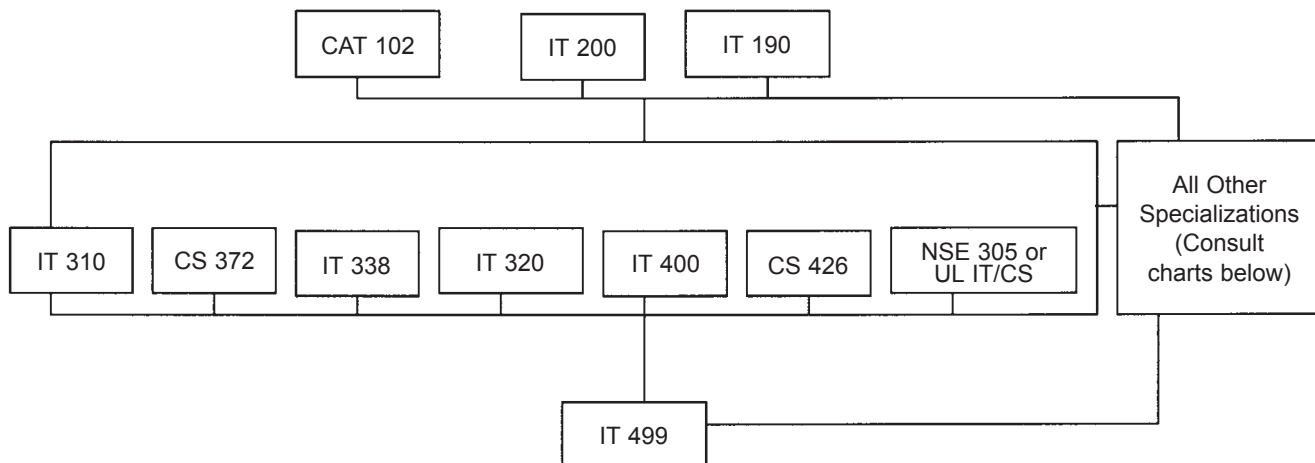 CAT 102
IT 200
IT 190
All Other
Specializations
(Consult
charts below)
IT 310
CS 372
IT 338
IT 320
IT 400
CS 426
NSE 305 or
UL IT/CS
IT 499